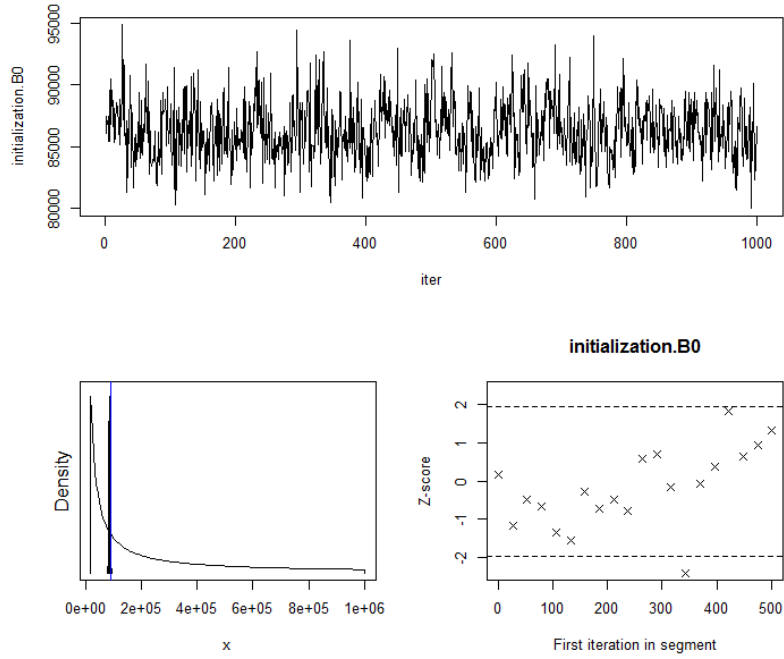 initialization.B0
80000 85000 90000 95000
0 200 400 600 800 1000
iter
Density
0e+00 2e+05 4e+05 6e+05 8e+05 1e+06
x
initialization.B0
Z-score
-2 -1 0 1 2
0 100 200 300 400 500
First iteration in segment